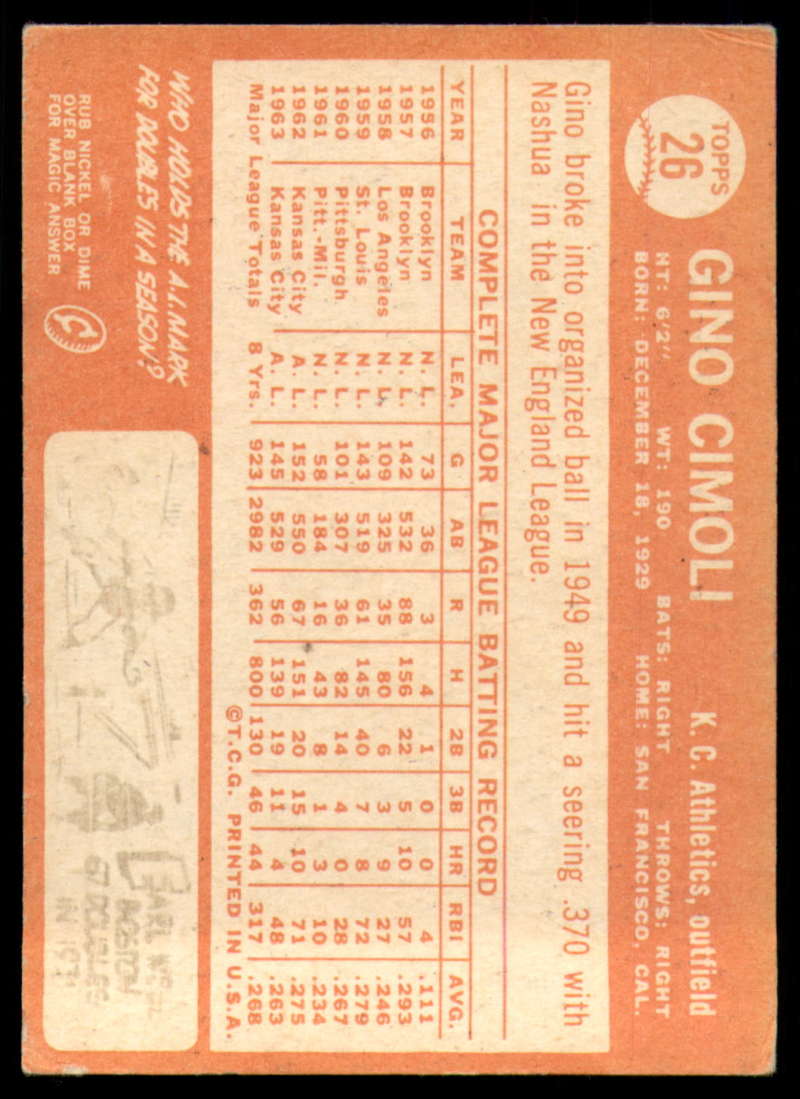 TOPPS
26
GINO CIMOLI
K. C. Athletics, outfield
HT: 6'2" WT: 190 BATS: RIGHT THROWS: RIGHT
BORN: DECEMBER 18, 1929 HOME: SAN FRANCISCO, CAL.
Gino broke into organized ball in 1949 and hit a seering .370 with
Nashua in the New England League.
COMPLETE MAJOR LEAGUE BATTING RECORD
YEAR TEAM LEA. G AB R H 2B 3B HR RBI AVG.
1956 Brooklyn N. L. 73 36 3 4 1 0 0 4 .111
1957 Brooklyn N. L. 142 532 88 156 22 5 10 57 .293
1958 Los Angeles N. L. 109 325 35 80 6 3 9 27 .246
1959 St. Louis N. L. 143 519 61 145 40 7 8 72 .279
1960 Pittsburgh N. L. 101 307 36 82 14 4 0 28 .267
1961 Pitt.-Mil. N. L. 58 184 16 43 8 1 3 10 .234
1962 Kansas City A. L. 152 550 67 151 20 15 10 71 .275
1963 Kansas City A. L. 145 529 56 139 19 11 4 48 .263
Major League Totals 8 Yrs. 923 2982 362 800 130 46 44 317 .268
©T.C.G. PRINTED IN U.S.A.
WHO HOLDS THE A.L. MARK
FOR DOUBLES IN A SEASON?
RUB NICKEL OR DIME
OVER BLANK BOX
FOR MAGIC ANSWER
EARL
BOSTON
67 DOUBLES
IN